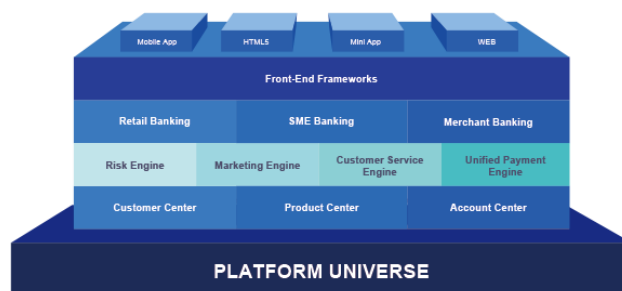 Mobile App
HTML5
Mini App
WEB
Front-End Frameworks
Retail Banking
SME Banking
Merchant Banking
Risk Engine
Marketing Engine
Customer Service
Engine
Unified Payment
Engine
Customer Center
Product Center
Account Center
PLATFORM UNIVERSE